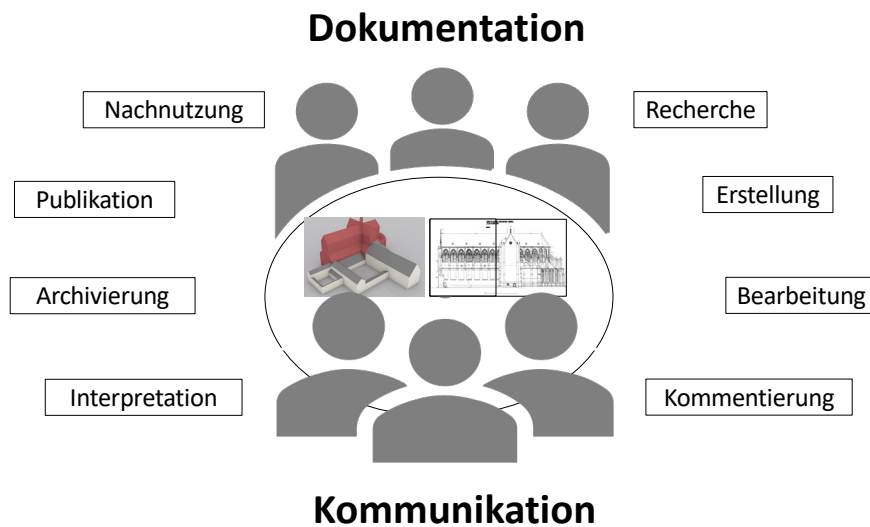 Dokumentation
Nachnutzung
Recherche
Publikation
Erstellung
Archivierung
Bearbeitung
Interpretation
Kommentierung
Kommunikation